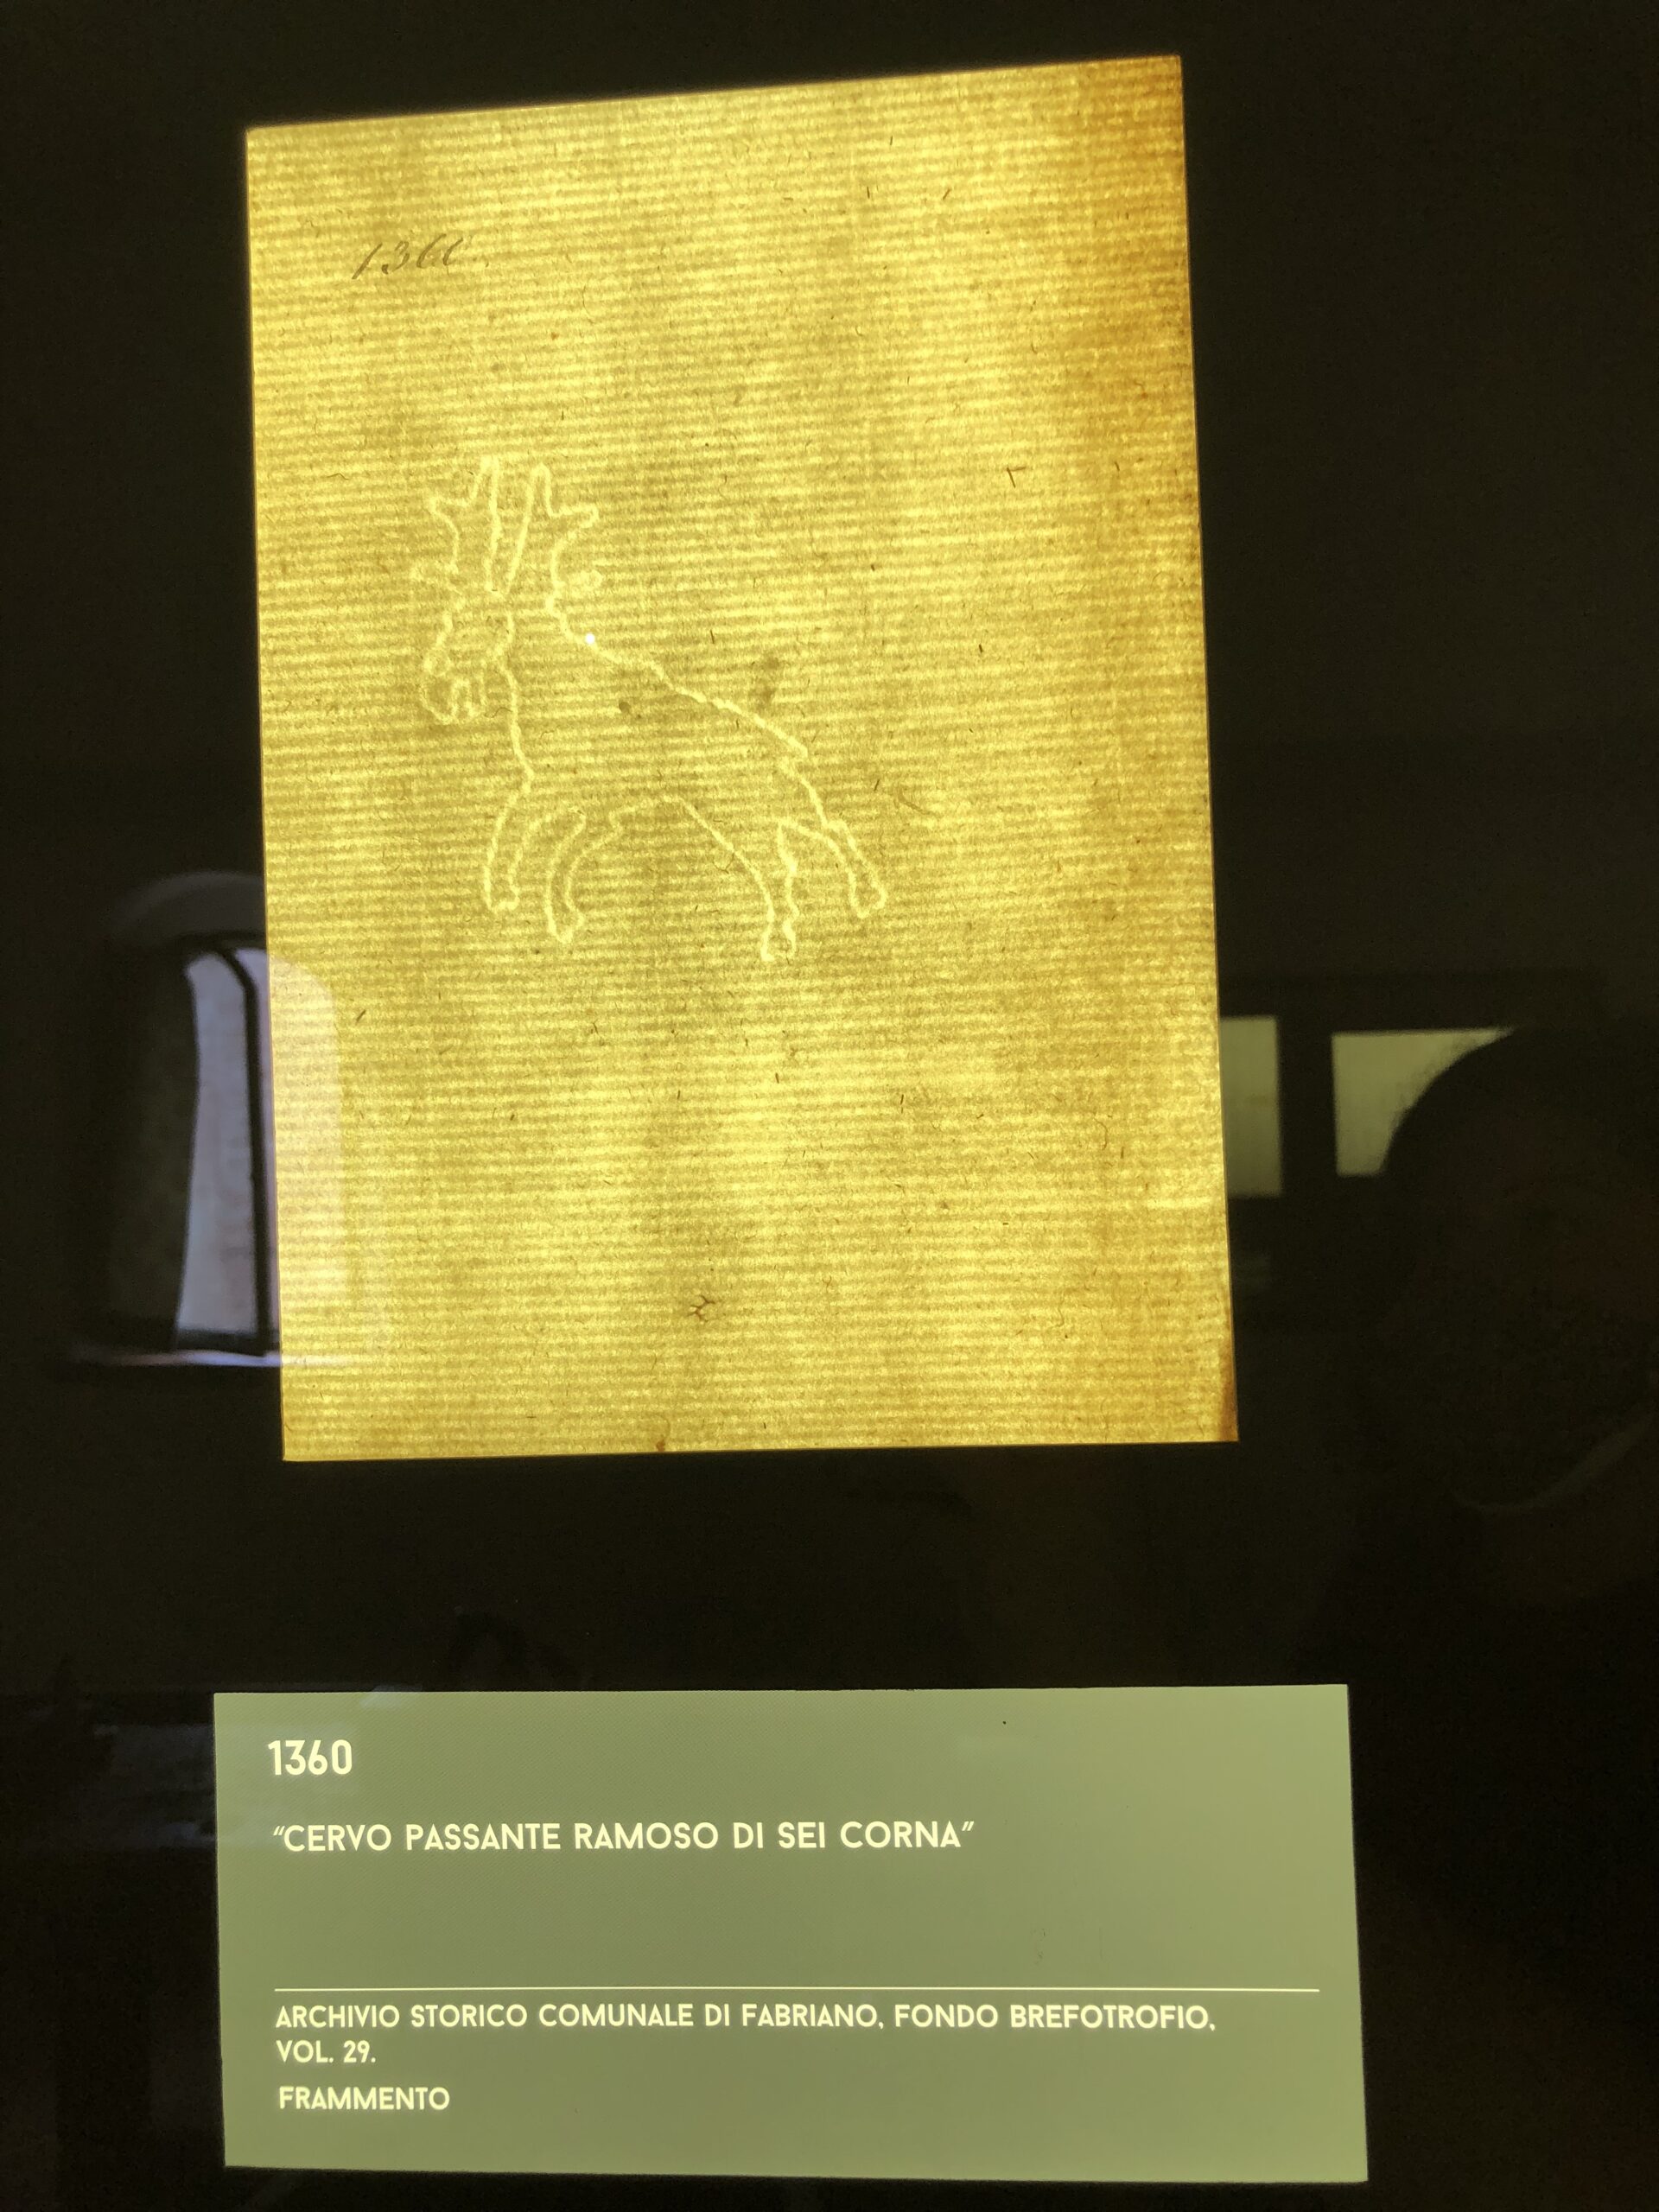 1360
1360
“CERVO PASSANTE RAMOSO DI SEI CORNA”
ARCHIVIO STORICO COMUNALE DI FABRIANO, FONDO BREFOTROFIO,
VOL. 29.
FRAMMENTO